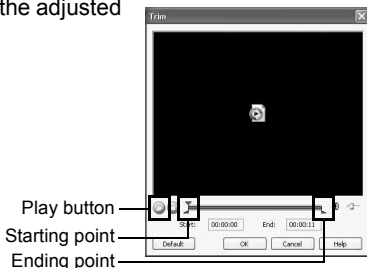 the adjusted
Trim
Play button
Start: 00:00:00 End: 00:00:11
Starting point
Default OK Cancel Help
Ending point